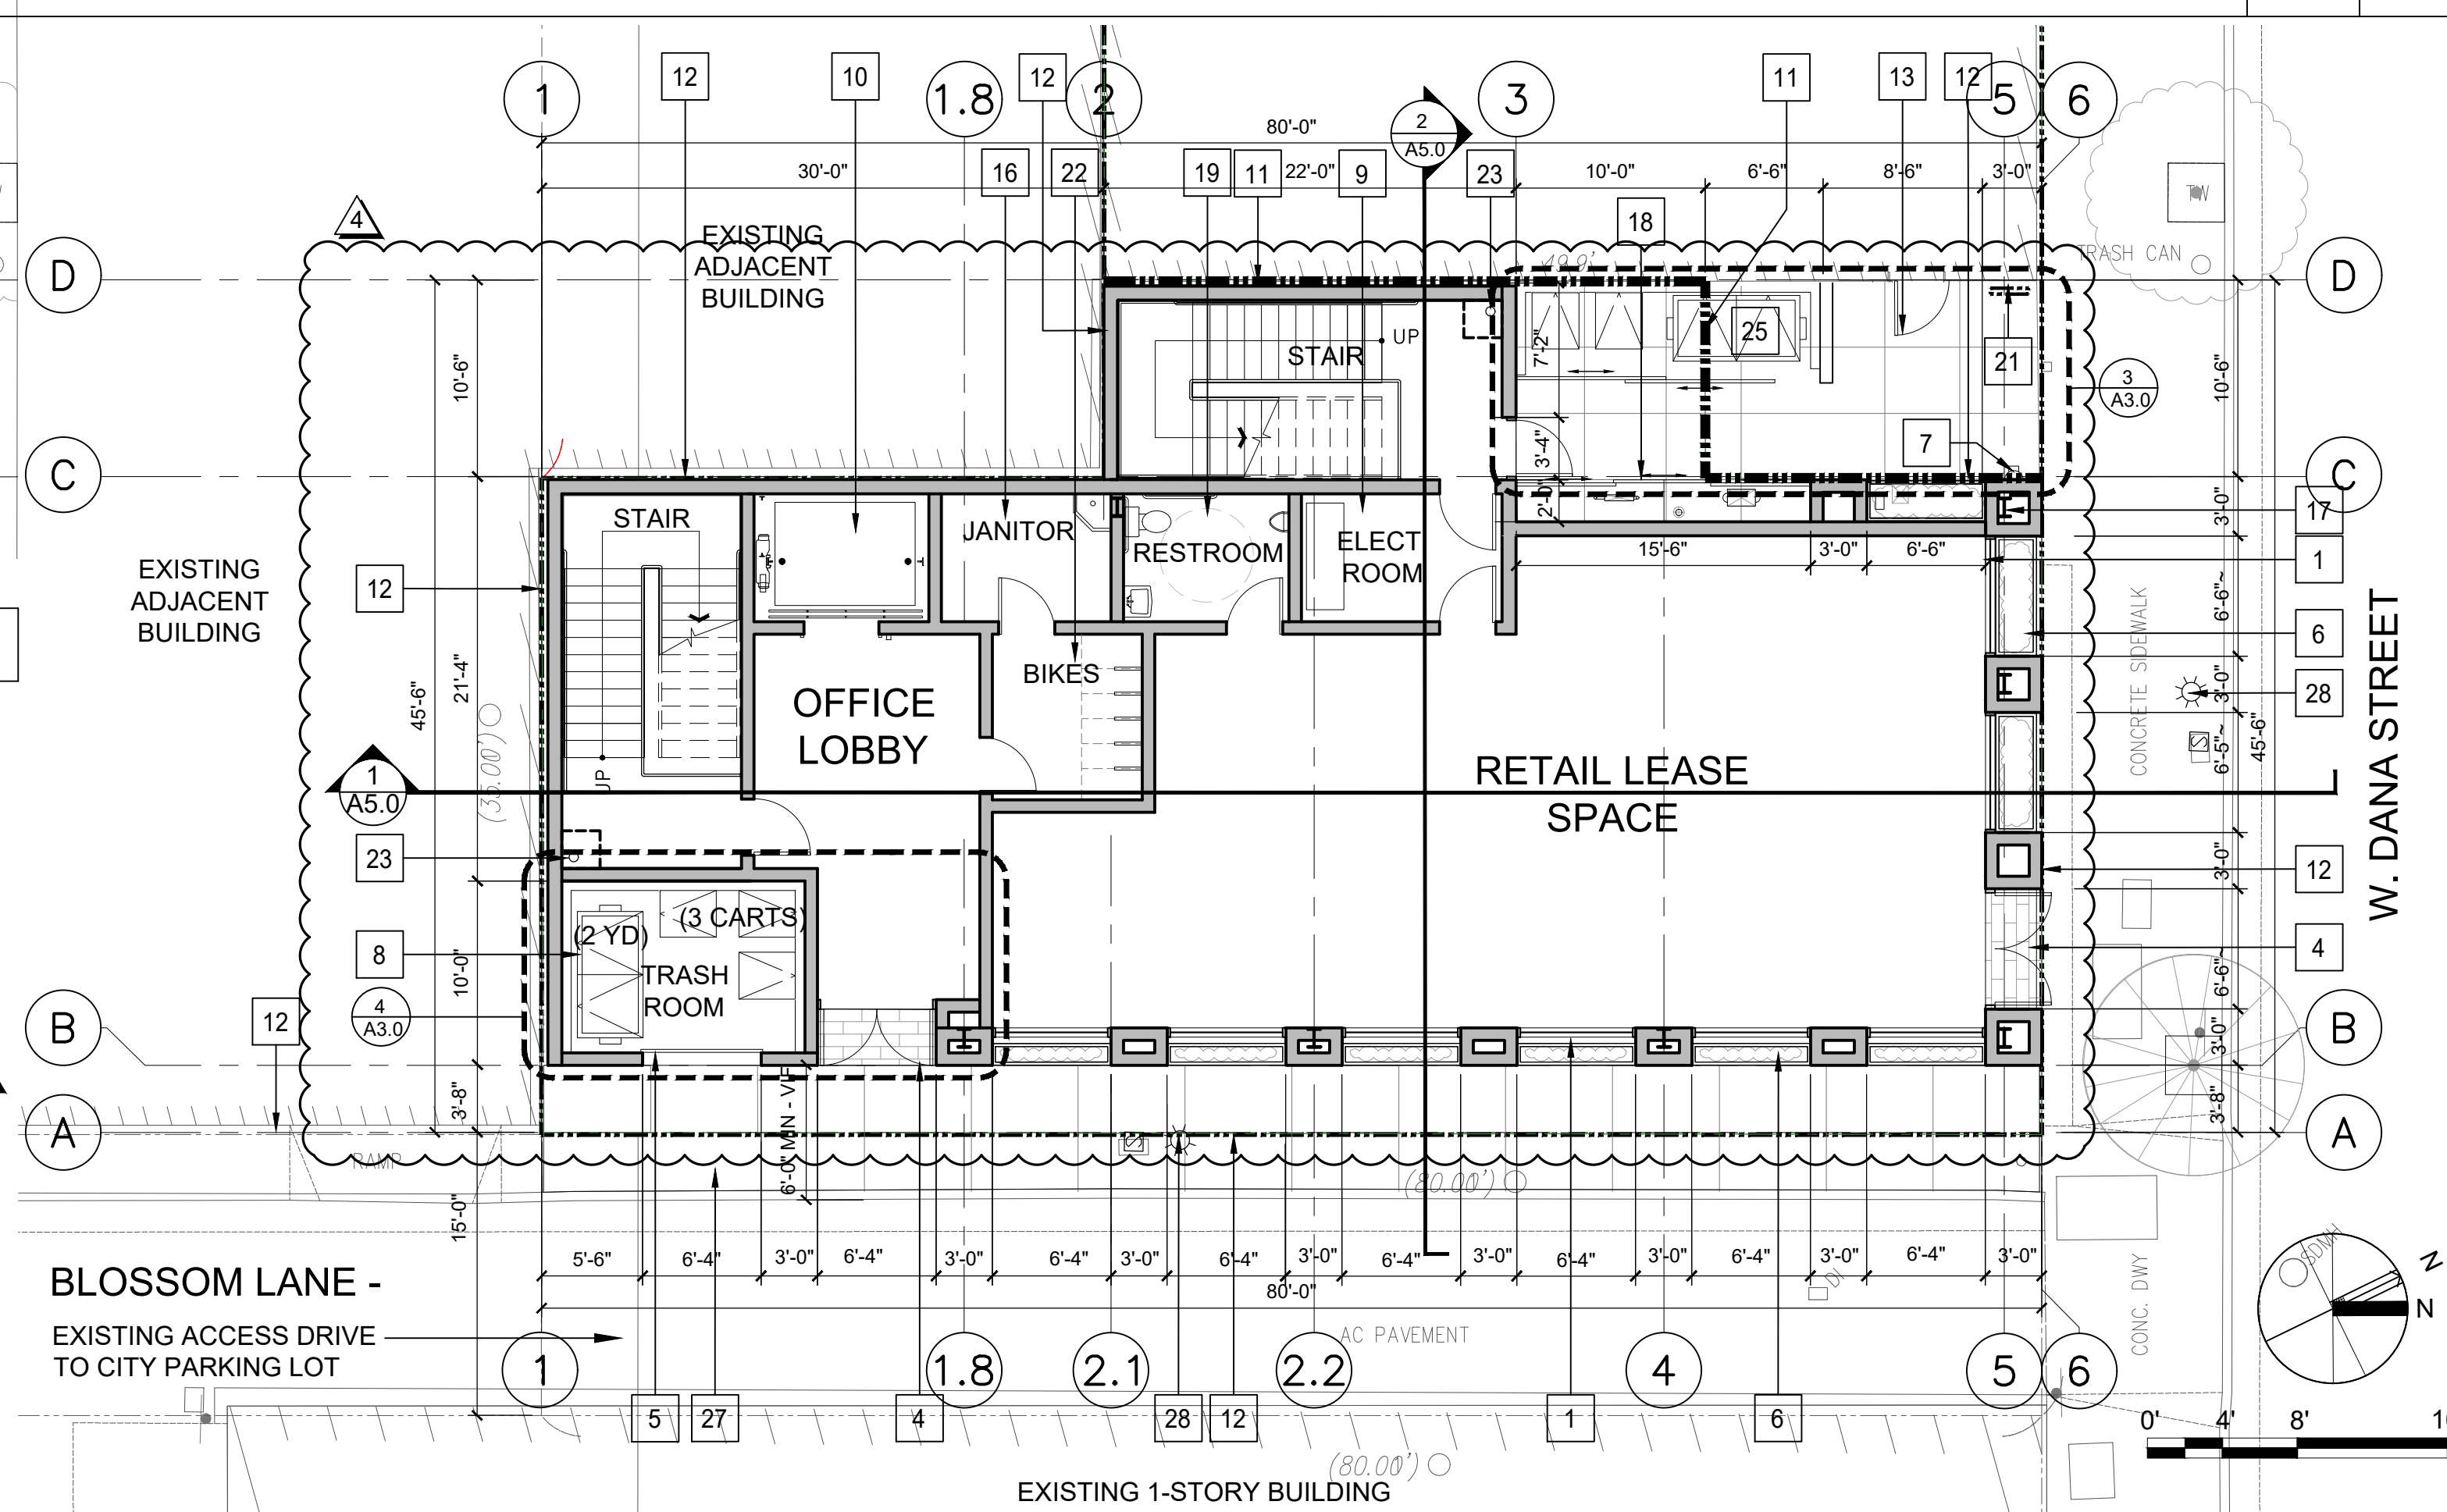 1
12
10
1.8
12
2
2
A5.0
3
11
13
12
5
6
80'-0"
30'-0"
16
22
19
11
22'-0"
9
23
10'-0"
6'-6"
8'-6"
3'-0"
TW
18
4
EXISTING
ADJACENT
BUILDING
49.9'
TRASH CAN
D
D
10'-6"
STAIR
UP
7'-2"
25
21
3
A3.0
10'-6"
3'-4"
7
C
C
2'-0"
3'-0"
17
STAIR
JANITOR
RESTROOM
ELECT
ROOM
15'-6"
3'-0"
6'-6"
1
EXISTING
ADJACENT
BUILDING
12
6'-6"~
6
CONCRETE SIDEWALK
W. DANA STREET
45'-6"
21'-4"
BIKES
OFFICE
LOBBY
3'-0"
28
(35.00')
S
6'-5"~
45'-6"
RETAIL LEASE
SPACE
1
A5.0
UP
23
3'-0"
12
(3 CARTS)
(2 YD)
8
10'-0"
TRASH
ROOM
6'-6"~
4
4
A3.0
12
B
B
3'-0"
A
A
3'-8"
3'-8"
6'-0" MIN - VIF
S
RAMP
(80.00')
15'-0"
5'-6"
6'-4"
3'-0"
6'-4"
3'-0"
6'-4"
3'-0"
6'-4"
3'-0"
6'-4"
3'-0"
6'-4"
3'-0"
6'-4"
3'-0"
6'-4"
3'-0"
80'-0"
DI
SDMH
CONC. DWY
N
N
BLOSSOM LANE -
EXISTING ACCESS DRIVE
TO CITY PARKING LOT
AC PAVEMENT
1
1.8
2.1
2.2
4
5
6
5
27
4
28
12
1
6
0'
4'
8'
(80.00')
EXISTING 1-STORY BUILDING